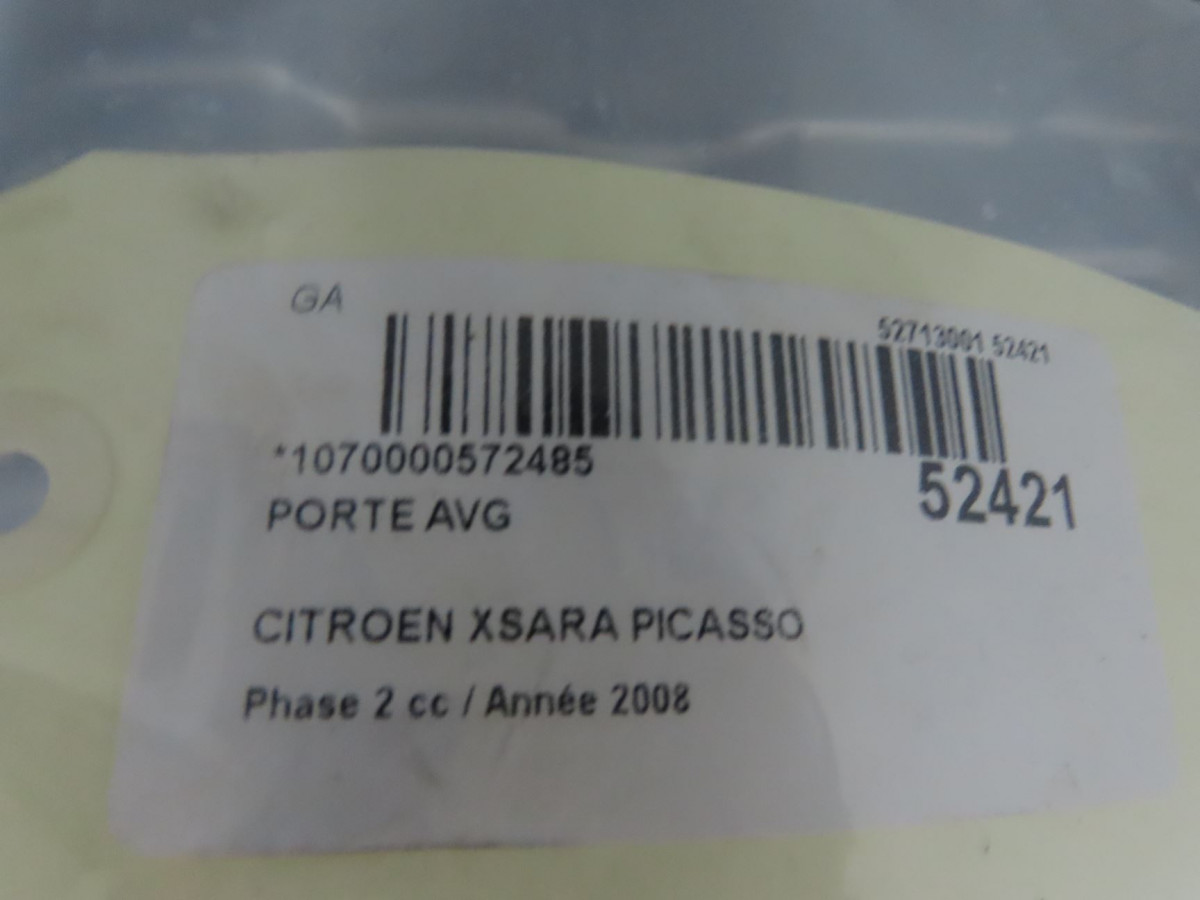 GA
52713001 52421
*1070000572485
52421
PORTE AVG
CITROEN XSARA PICASSO
Phase 2 cc / Année 2008